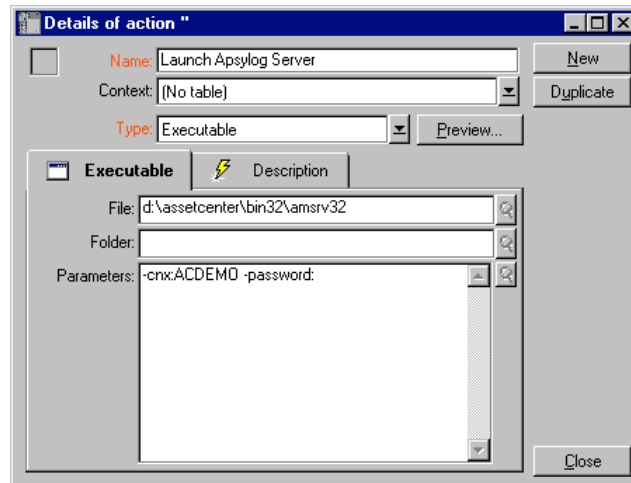 Details of action "
Name: Launch Apsylog Server
New
Context: (No table)
Duplicate
Type: Executable
Preview...
Executable
Description
File: d:\assetcenter\bin32\amsrv32
Folder:
Parameters: -cnx:ACDEMO -password:
Close